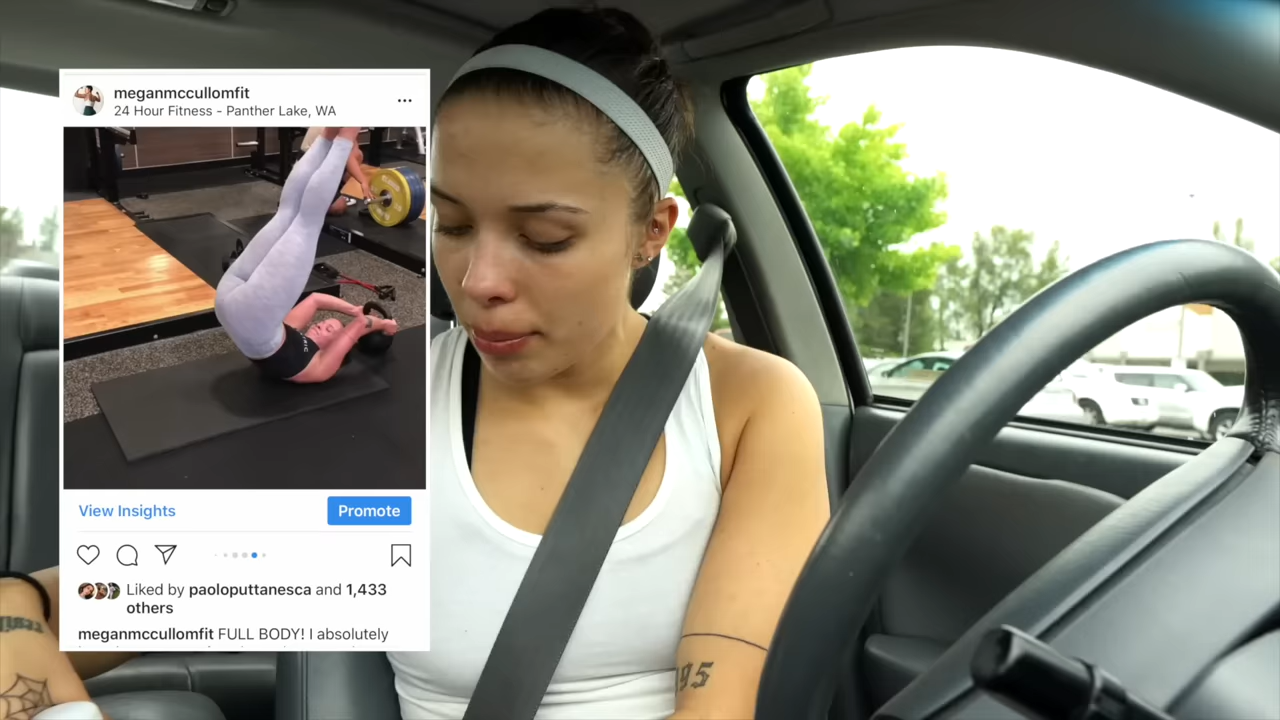 meganmccullomfit
24 Hour Fitness - Panther Lake, WA
View Insights
Promote
Liked by paoloputtanesca and 1,433
others
meganmccullomfit FULL BODY! I absolutely
95